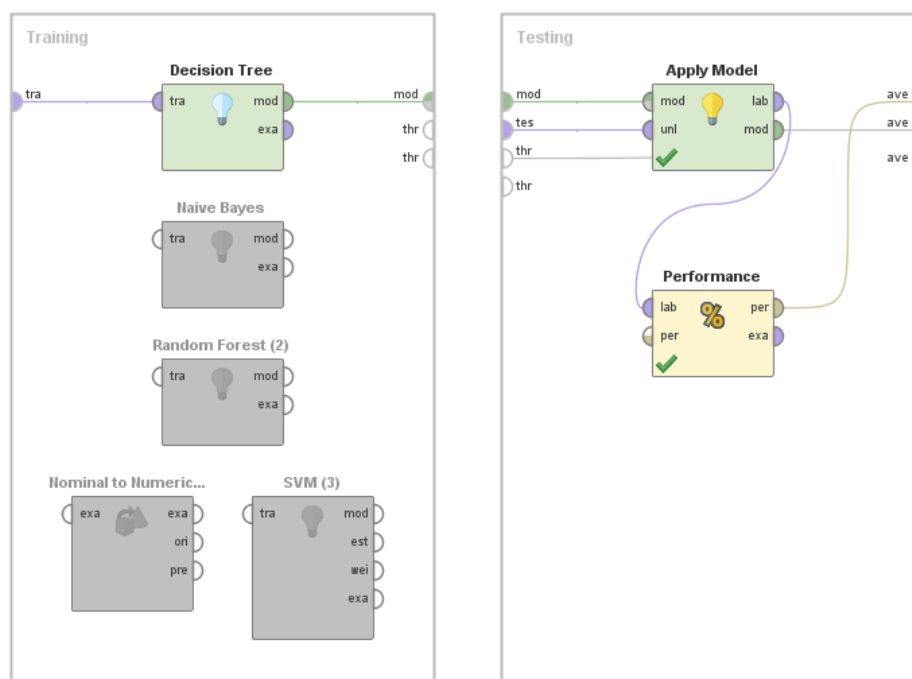 Training
Decision Tree
tra
tra
mod
mod
exa
thr
thr
Naive Bayes
tra
mod
exa
Random Forest (2)
tra
mod
exa
Nominal to Numeric...
exa
exa
ori
pre
SVM (3)
tra
mod
est
wei
exa
Testing
Apply Model
mod
mod
lab
ave
tes
unl
mod
ave
thr
ave
thr
Performance
lab
per
per
exa
%